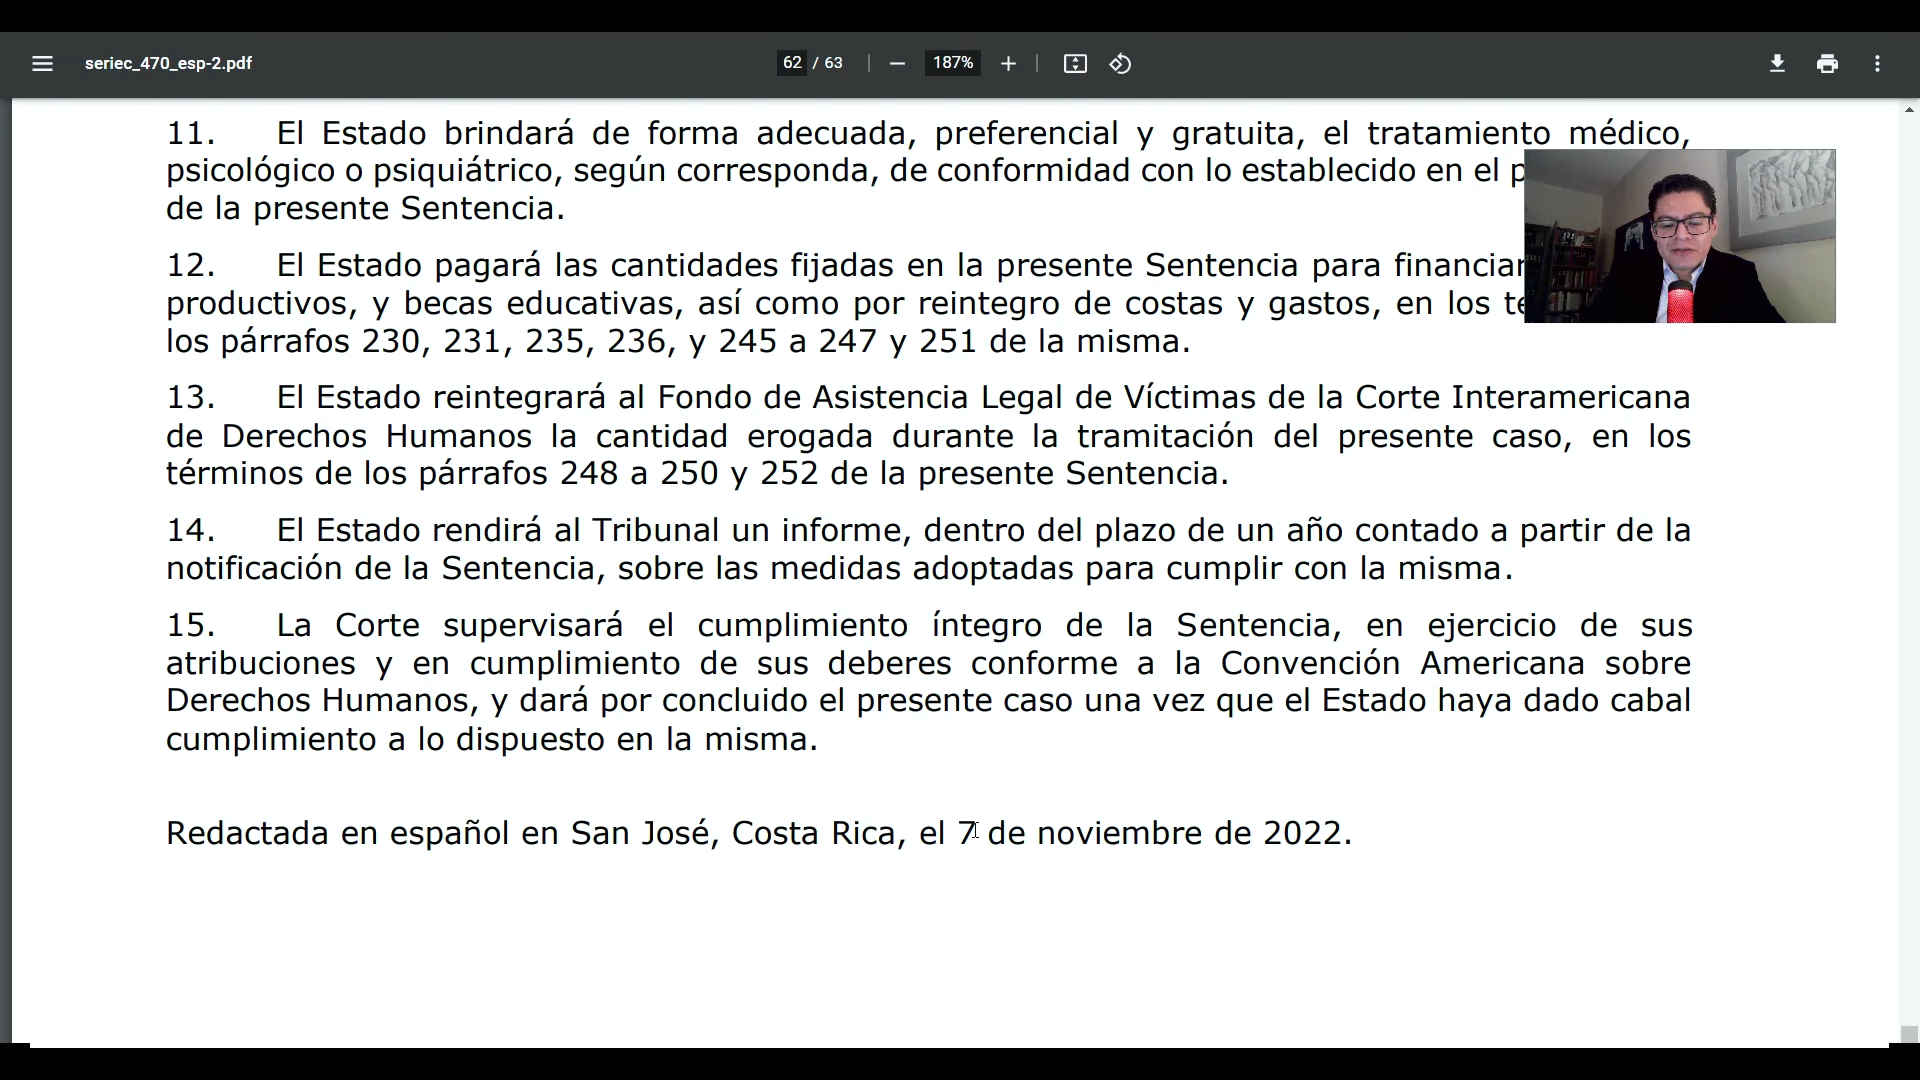 seriec_470_esp-2.pdf
62 / 63
187%
11. El Estado brindará de forma adecuada, preferencial y gratuita, el tratamiento médico,
psicológico o psiquiátrico, según corresponda, de conformidad con lo establecido en el
de la presente Sentencia.
12. El Estado pagará las cantidades fijadas en la presente Sentencia para financiar
productivos, y becas educativas, así como por reintegro de costas y gastos, en los
los párrafos 230, 231, 235, 236, y 245 a 247 y 251 de la misma.
13. El Estado reintegrará al Fondo de Asistencia Legal de Víctimas de la Corte Interamericana
de Derechos Humanos la cantidad erogada durante la tramitación del presente caso, en los
términos de los párrafos 248 a 250 y 252 de la presente Sentencia.
14. El Estado rendirá al Tribunal un informe, dentro del plazo de un año contado a partir de la
notificación de la Sentencia, sobre las medidas adoptadas para cumplir con la misma.
15. La Corte supervisará el cumplimiento íntegro de la Sentencia, en ejercicio de sus
atribuciones y en cumplimiento de sus deberes conforme a la Convención Americana sobre
Derechos Humanos, y dará por concluido el presente caso una vez que el Estado haya dado cabal
cumplimiento a lo dispuesto en la misma.
Redactada en español en San José, Costa Rica, el 7 de noviembre de 2022.